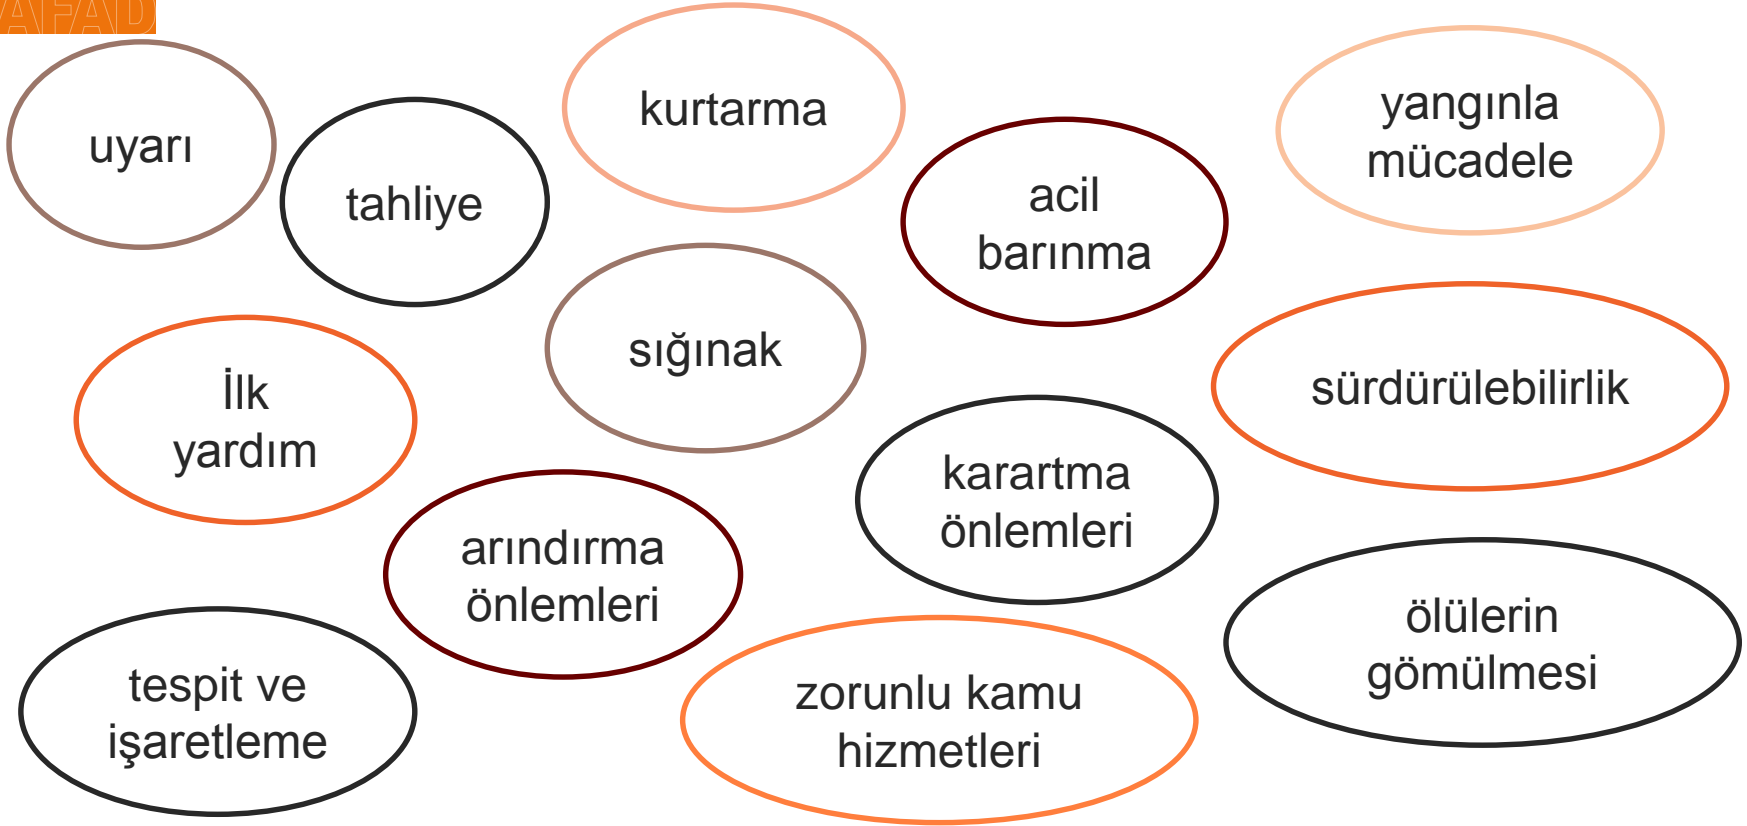 AFAD
uyarı
tahliye
kurtarma
acil
barınma
yangınla
mücadele
İlk
yardım
sığınak
sürdürülebilirlik
karartma
önlemleri
arındırma
önlemleri
tespit ve
işaretleme
zorunlu kamu
hizmetleri
ölülerin
gömülmesi